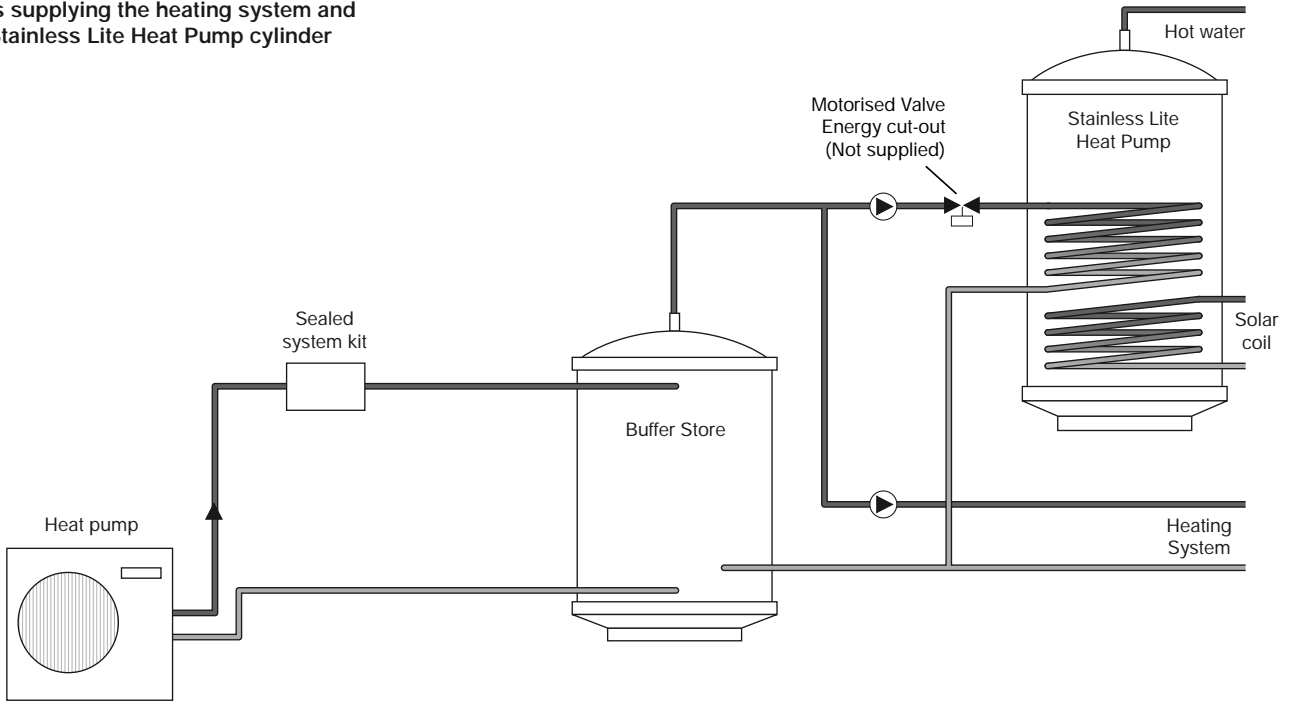 s supplying the heating system and
Stainless Lite Heat Pump cylinder
Hot water
Motorised Valve
Energy cut-out
(Not supplied)
Stainless Lite
Heat Pump
Solar
coil
Sealed
system kit
Buffer Store
Heat pump
Heating
System